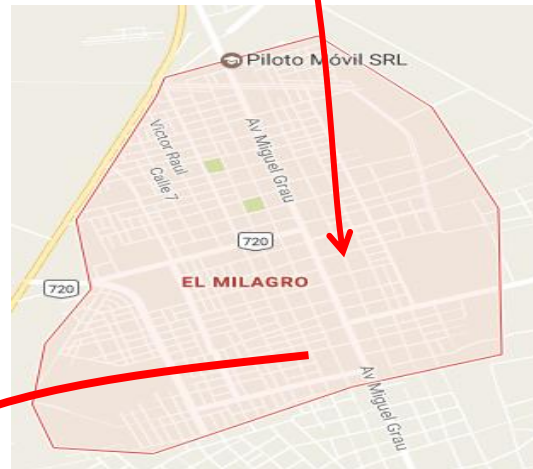 Piloto Móvil SRL
Victor Raul
Calle 7
Av Miguel Grau
720
720
EL MILAGRO
Av Miguel Grau